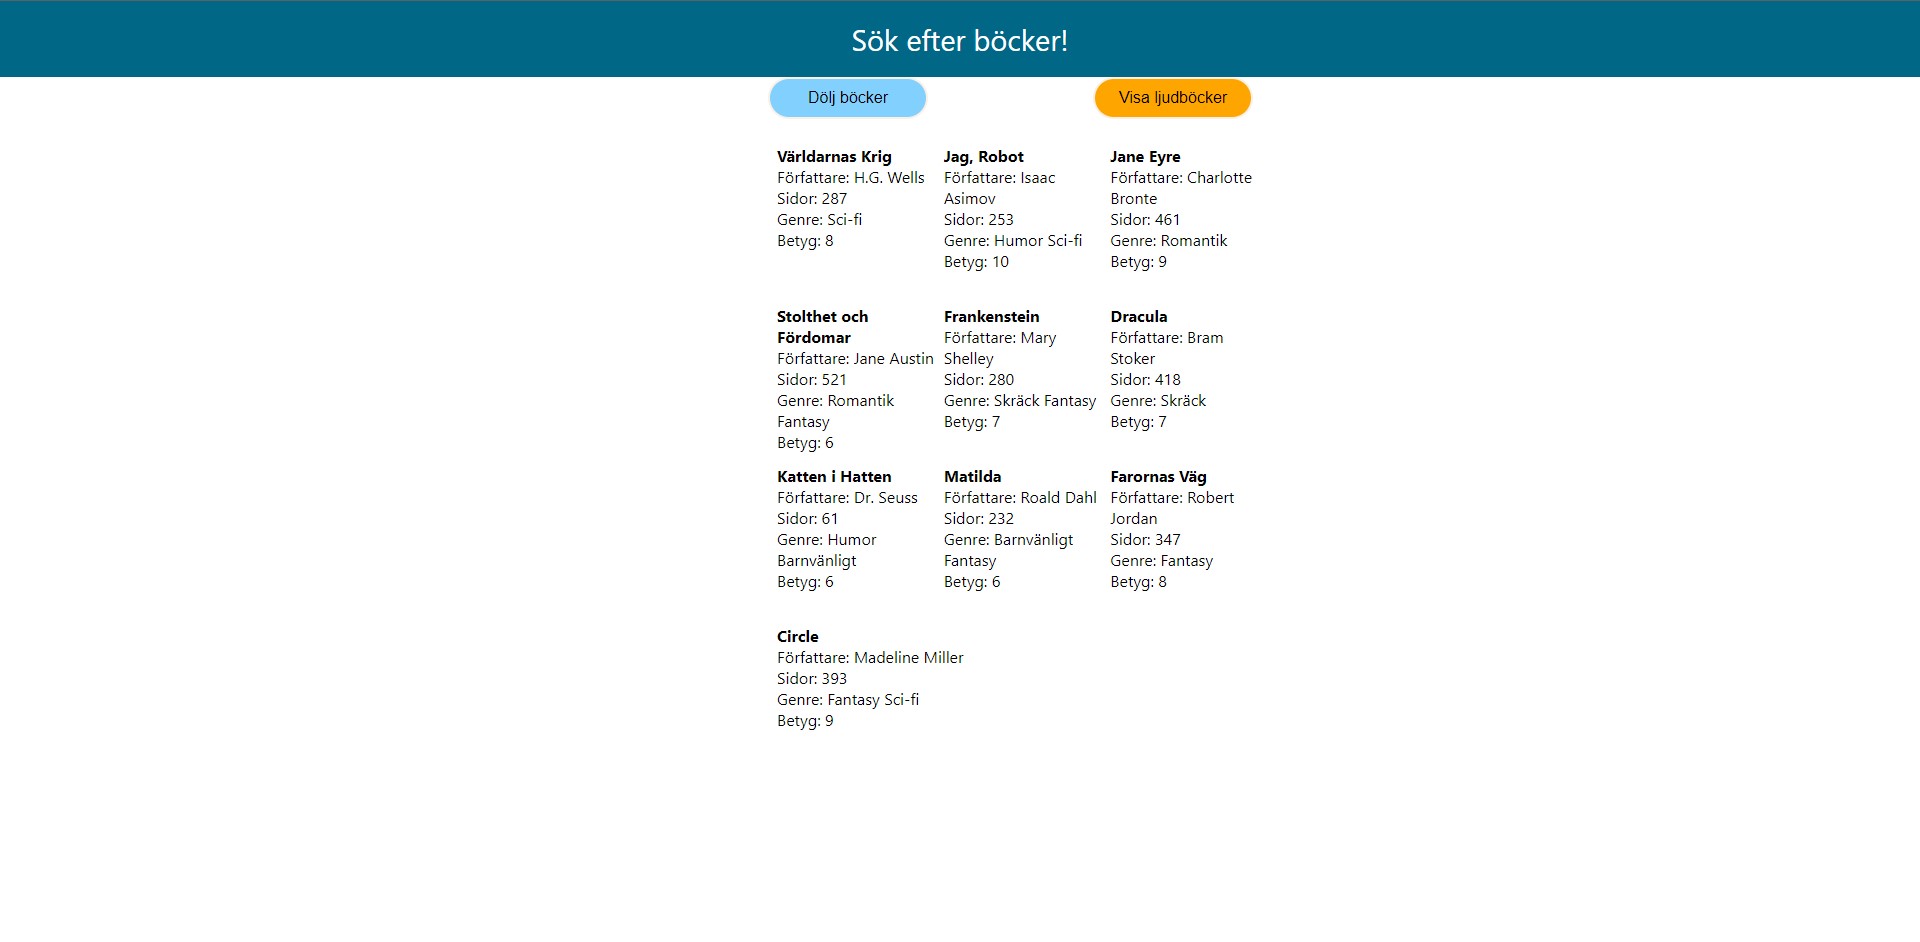 Sök efter böcker!
Dölj böcker
Visa ljudböcker
Världarnas Krig
Författare: H.G. Wells
Sidor: 287
Genre: Sci-fi
Betyg: 8
Jag, Robot
Författare: Isaac
Asimov
Sidor: 253
Genre: Humor Sci-fi
Betyg: 10
Jane Eyre
Författare: Charlotte
Bronte
Sidor: 461
Genre: Romantik
Betyg: 9
Stolthet och
Fördomar
Författare: Jane Austin
Sidor: 521
Genre: Romantik
Fantasy
Betyg: 6
Frankenstein
Författare: Mary
Shelley
Sidor: 280
Genre: Skräck Fantasy
Betyg: 7
Dracula
Författare: Bram
Stoker
Sidor: 418
Genre: Skräck
Betyg: 7
Katten i Hatten
Författare: Dr. Seuss
Sidor: 61
Genre: Humor
Barnvänligt
Betyg: 6
Matilda
Författare: Roald Dahl
Sidor: 232
Genre: Barnvänligt
Fantasy
Betyg: 6
Farornas Väg
Författare: Robert
Jordan
Sidor: 347
Genre: Fantasy
Betyg: 8
Circle
Författare: Madeline Miller
Sidor: 393
Genre: Fantasy Sci-fi
Betyg: 9